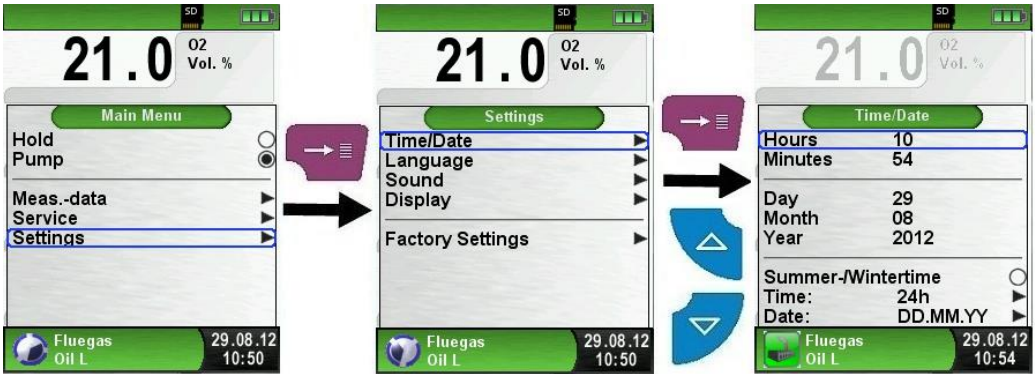 SD
21.0 O2
Vol. %
Main Menu
Hold
Pump
Meas.-data
Service
Settings
Fluegas 29.08.12
Oil L 10:50
SD
21.0 O2
Vol. %
Settings
Time/Date
Language
Sound
Display
Factory Settings
Fluegas 29.08.12
Oil L 10:50
SD
21.0 O2
Vol. %
Time/Date
Hours 10
Minutes 54
Day 29
Month 08
Year 2012
Summer-/Wintertime
Time: 24h
Date: DD.MM.YY
Fluegas 29.08.12
Oil L 10:54